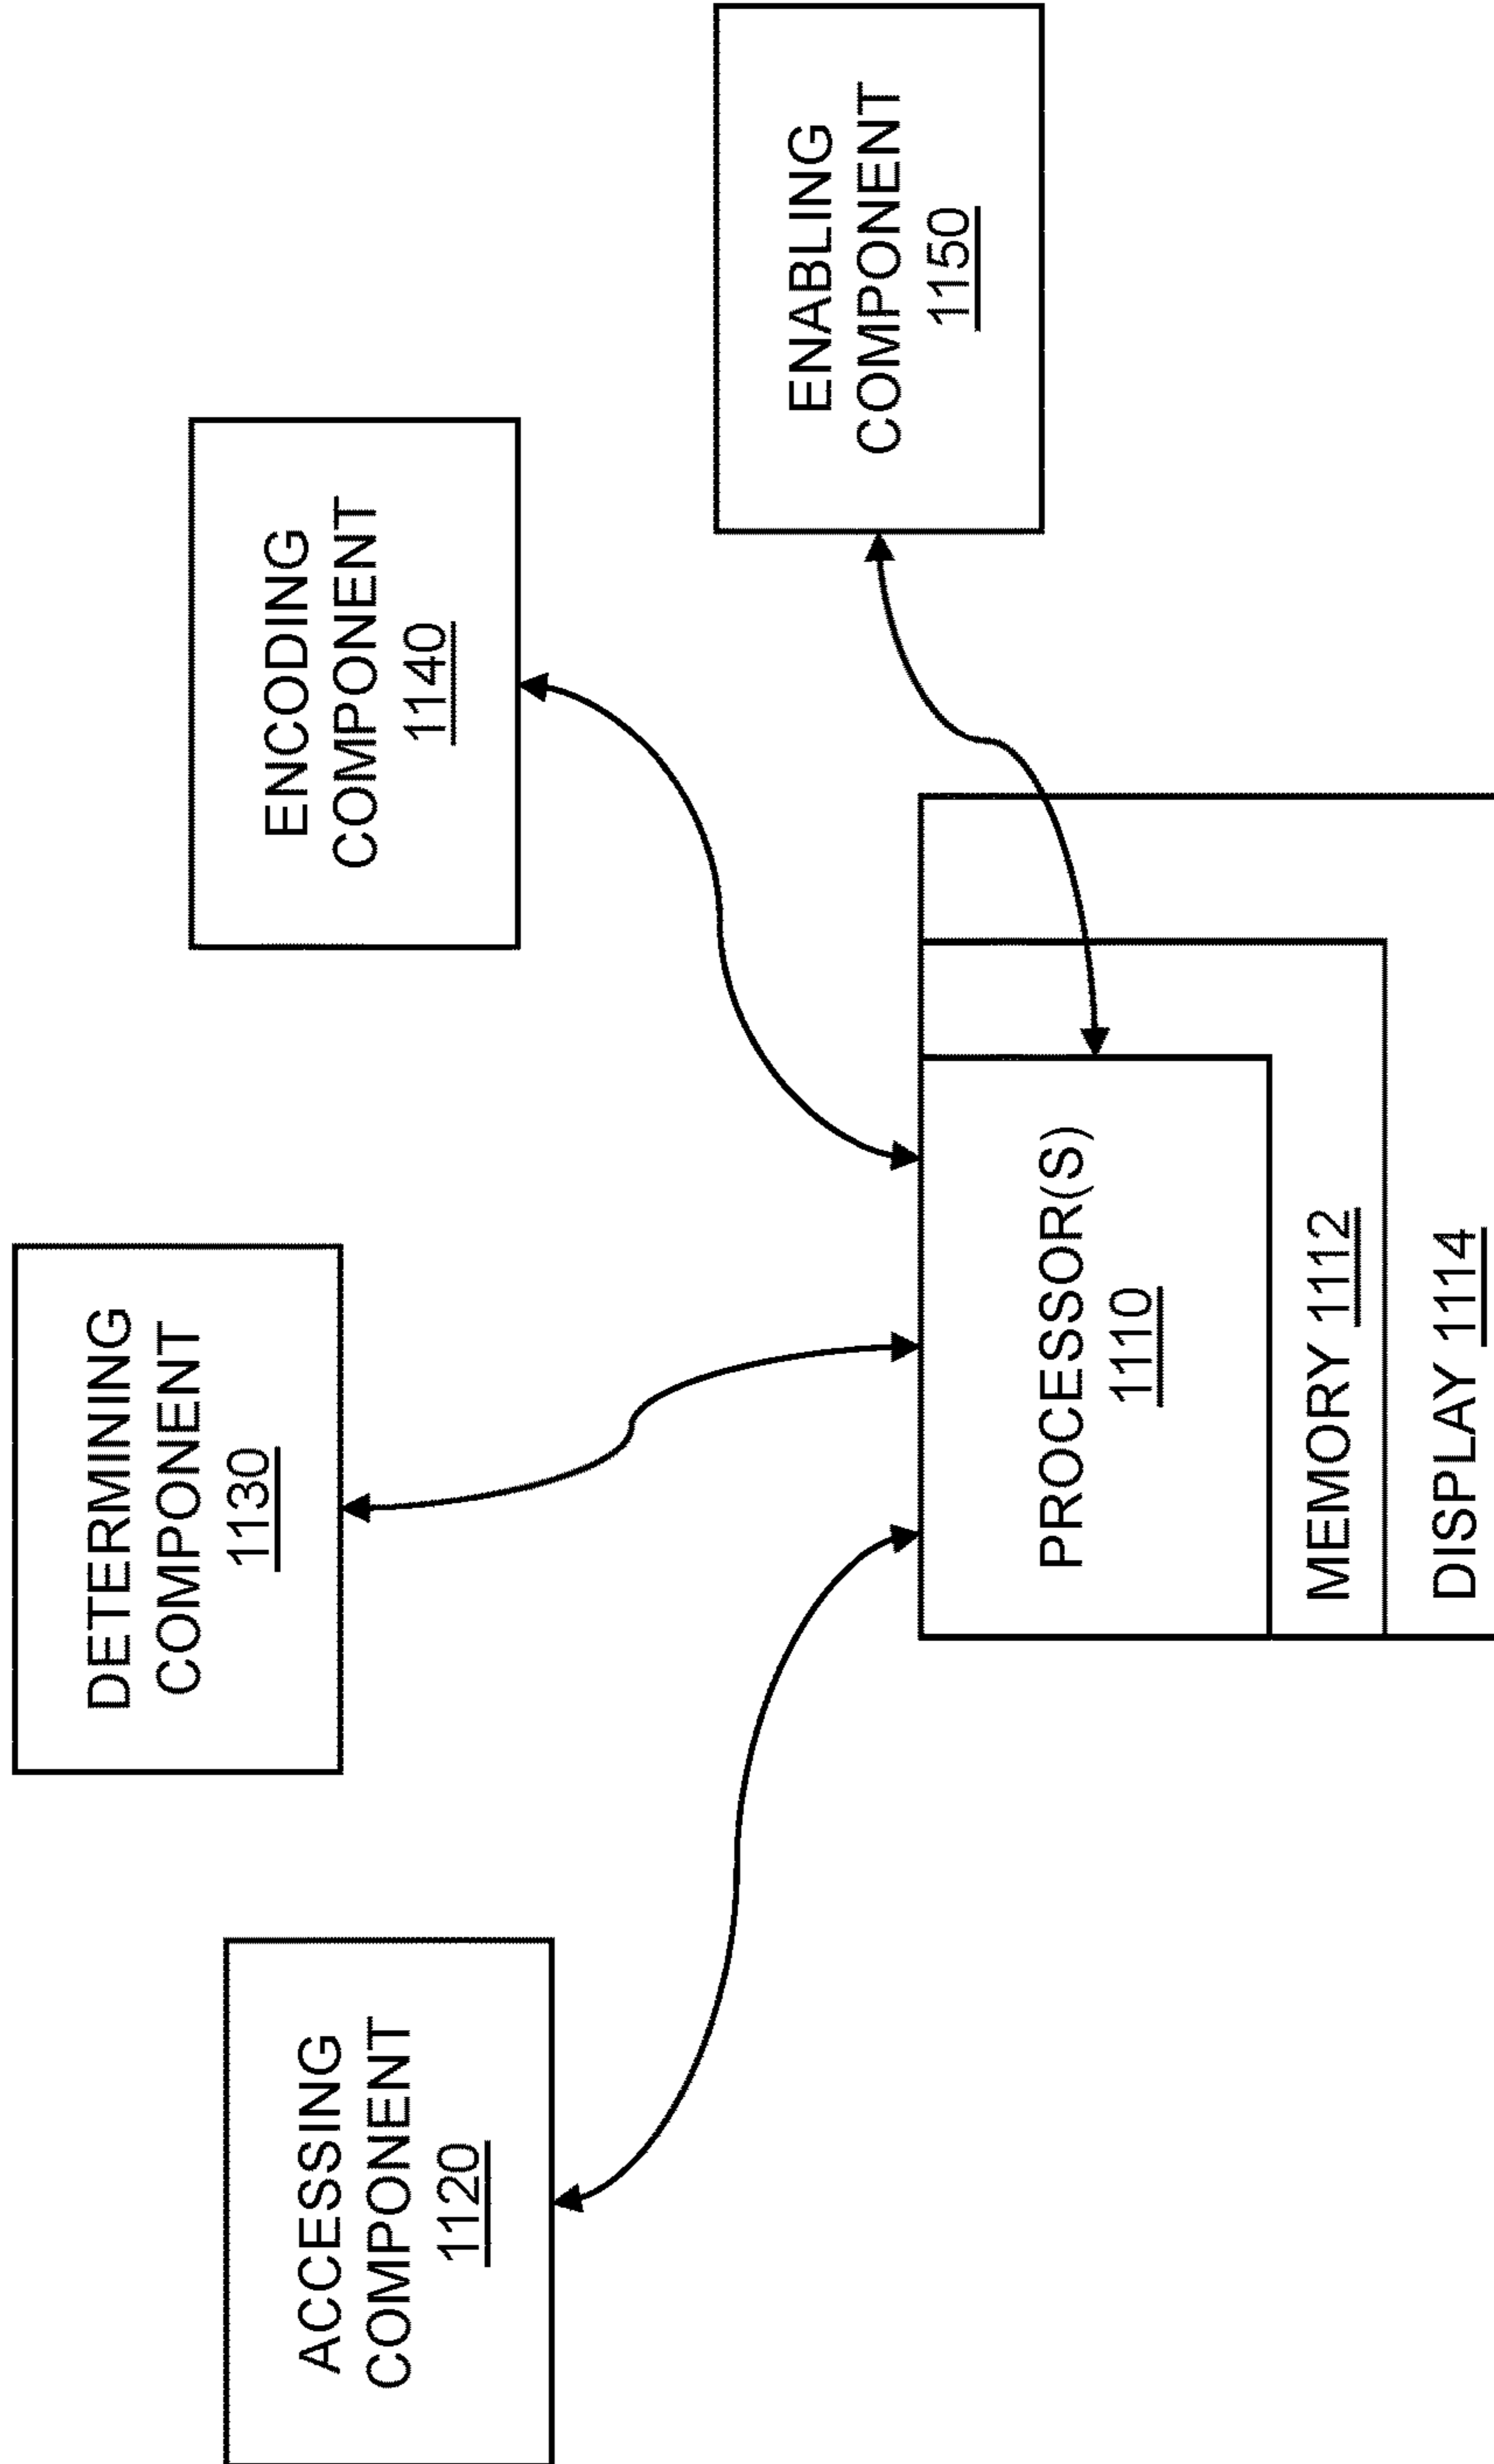 ACCESSING
COMPONENT
1120
DETERMINING
COMPONENT
1130
ENCODING
COMPONENT
1140
ENABLING
COMPONENT
1150
PROCESSOR(S)
1110
MEMORY 1112
DISPLAY 1114